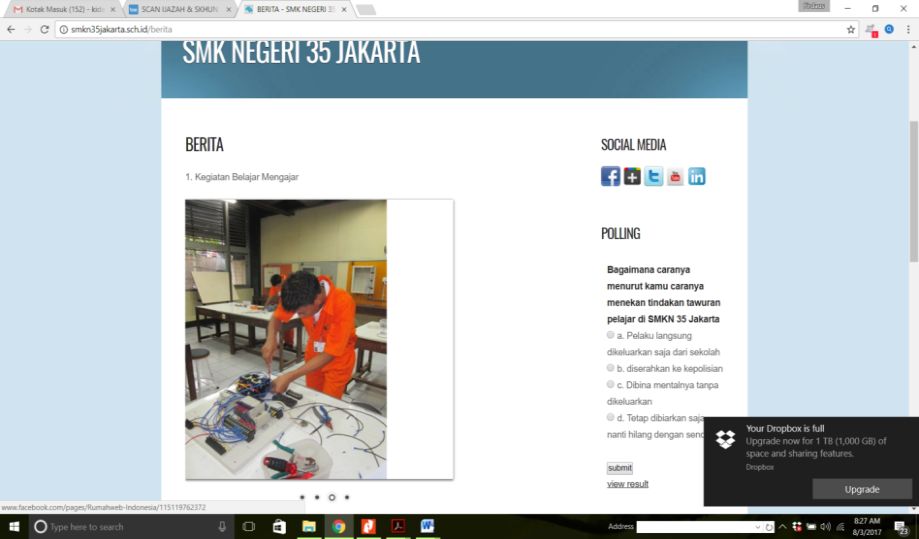 Kotak Masuk (152) - kide
SCAN IJAZAH & SKHUN
BERITA - SMK NEGERI 35
smkn35jakarta.sch.id/berita
SMK NEGERI 35 JAKARTA
BERITA
1. Kegiatan Belajar Mengajar
SOCIAL MEDIA
You
Tube
in
POLLING
Bagaimana caranya
menurut kamu caranya
menekan tindakan tawuran
pelajar di SMKN 35 Jakarta
a. Pelaku langsung
dikeluarkan saja dari sekolah
b. diserahkan ke kepolisian
c. Dibina mentalnya tanpa
dikeluarkan
d. Tetap dibiarkan saja
nanti hilang dengan send
submit
view result
Your Dropbox is full
Upgrade now for 1 TB (1,000 GB) of
space and sharing features.
Dropbox
Upgrade
www.facebook.com/pages/Rumahweb-Indonesia/115119762372
Type here to search
Address
8:27 AM
8/3/2017
23